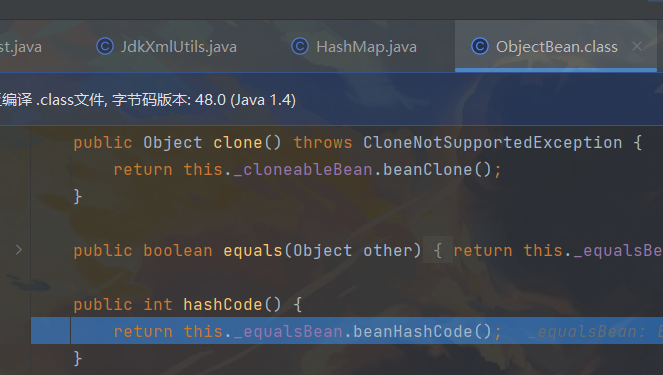 st.java JdkXmlUtils.java HashMap.java ObjectBean.class
编译 .class文件, 字节码版本: 48.0 (Java 1.4)
public Object clone() throws CloneNotSupportedException {
return this._cloneableBean.beanClone();
}
public boolean equals(Object other) { return this._equalsBe
public int hashCode() {
return this._equalsBean.beanHashCode(); _equalsBean:
}